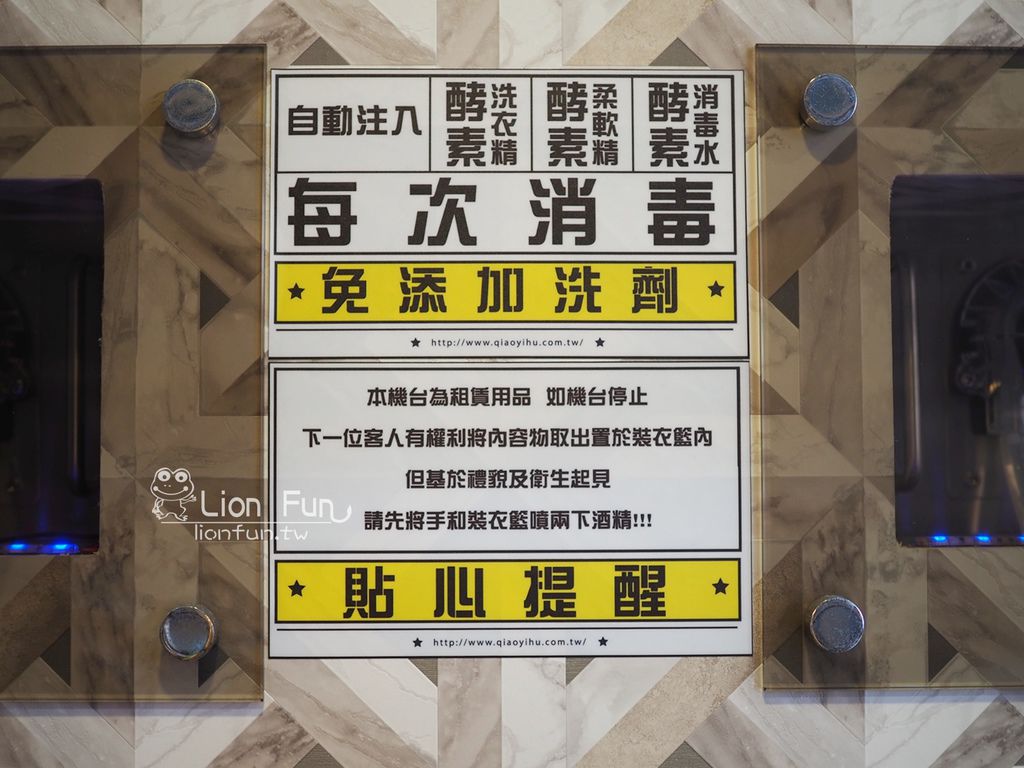 自動注入
酵素 洗衣精
酵素 柔軟精
酵素 消毒水
每次消毒
★ 免添加洗劑 ★
★ http://www.qiaoyihu.com.tw/ ★
本機台為租賃用品 如機台停止
下一位客人有權利將內容物取出置於裝衣籃內
但基於禮貌及衛生起見
請先將手和裝衣籃噴兩下酒精!!!
★ 貼心提醒 ★
★ http://www.qiaoyihu.com.tw/ ★
Lion Fun
lionfun.tw